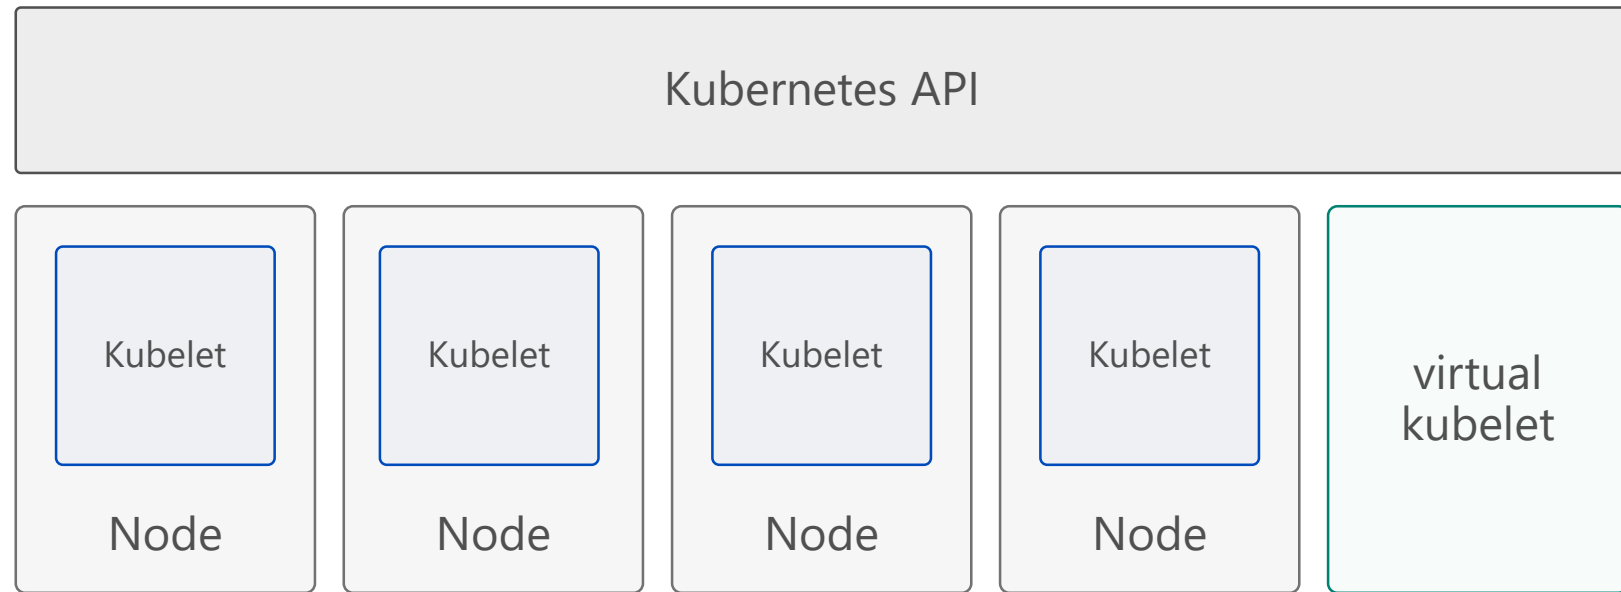 Kubernetes API
Kubelet
Kubelet
Kubelet
Kubelet
virtual
kubelet
Node
Node
Node
Node